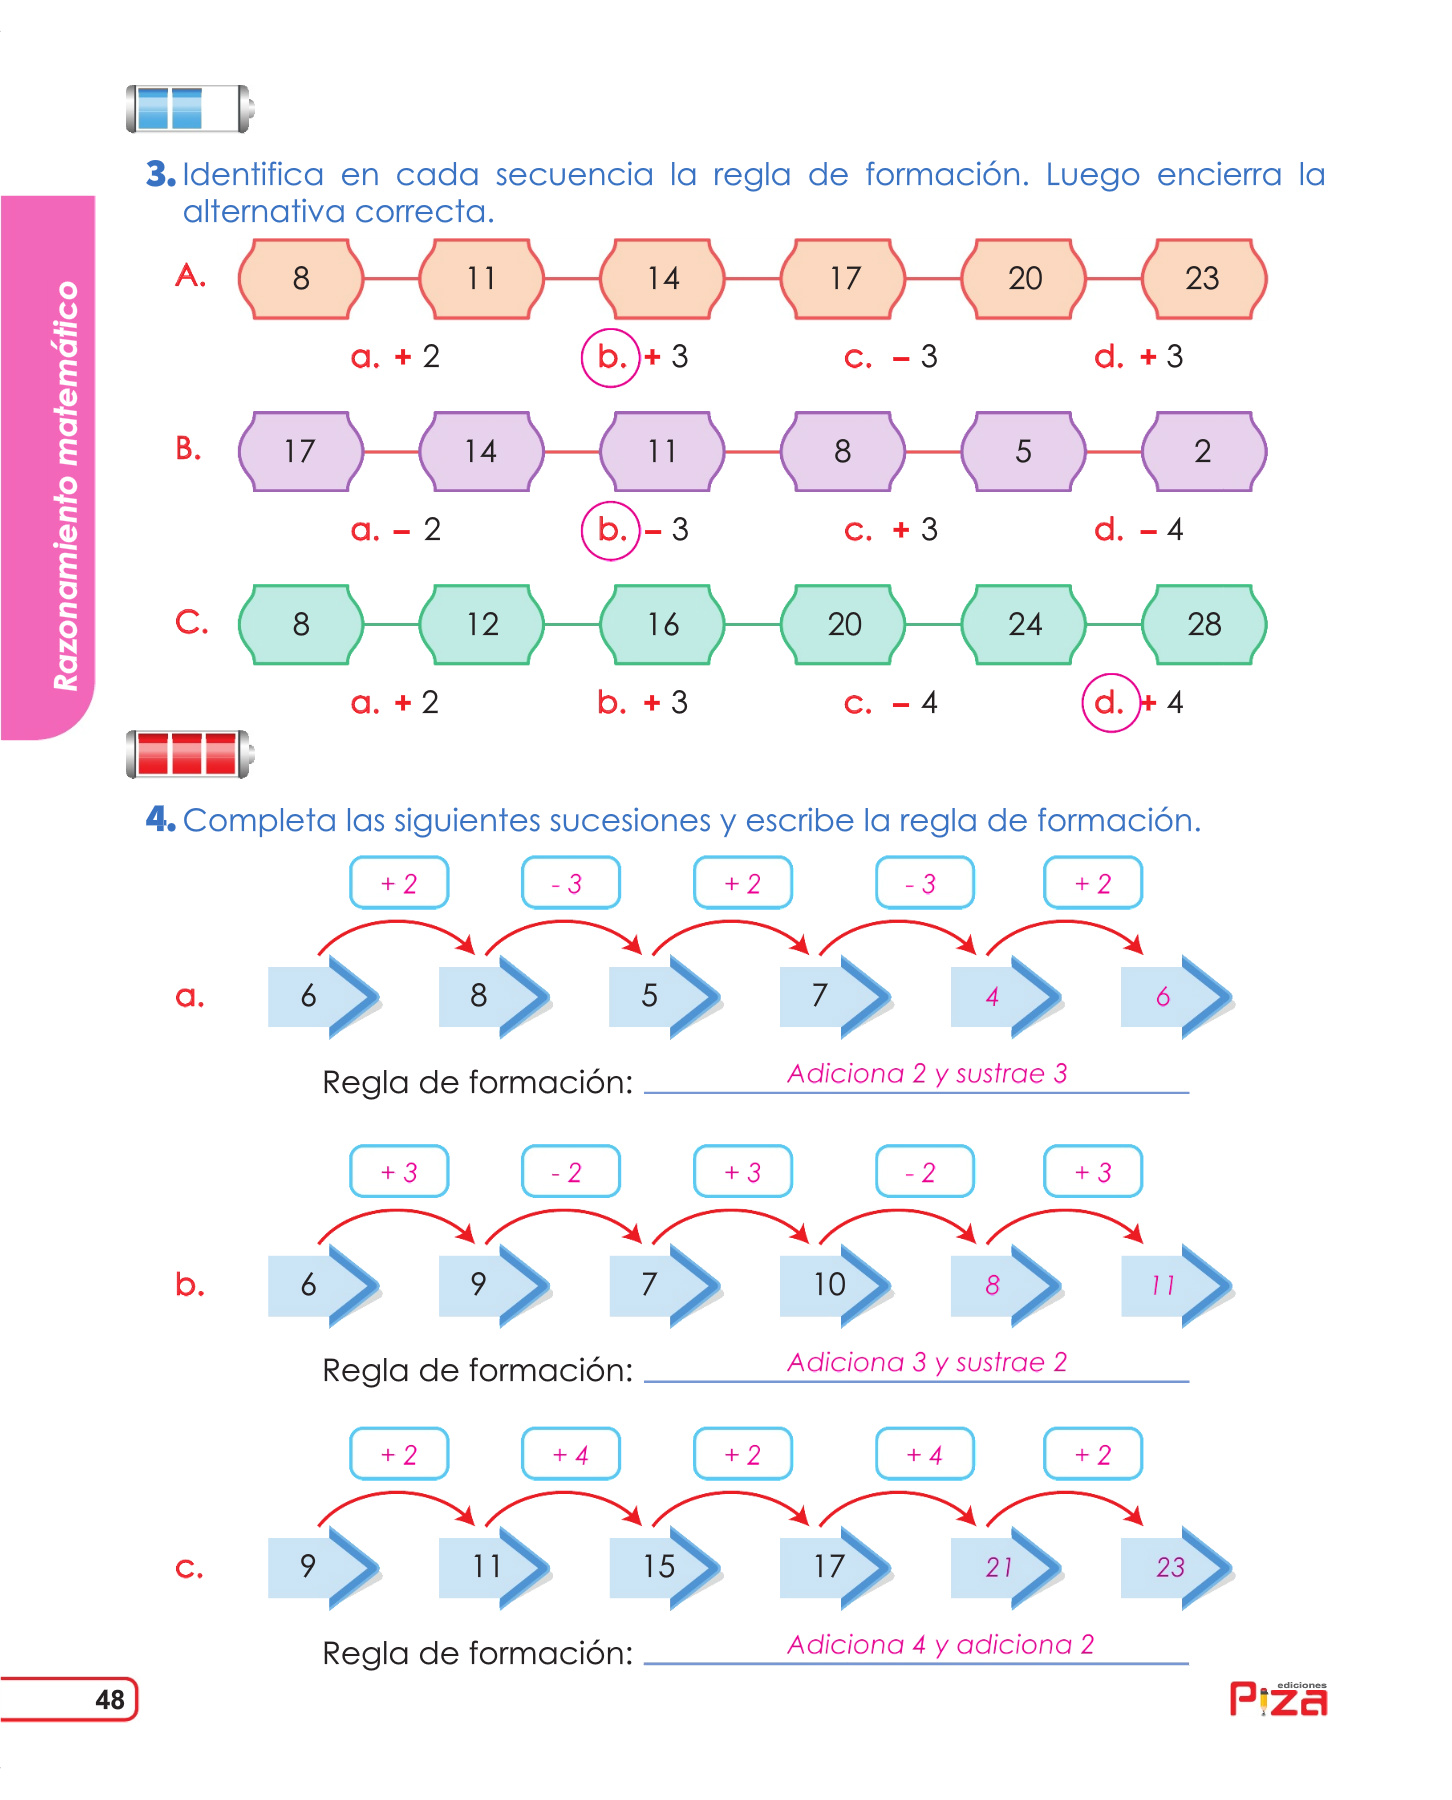 3. Identifica en cada secuencia la regla de formación. Luego encierra la
alternativa correcta.
A. 8 11 14 17 20 23
a. + 2 b. + 3 c. – 3 d. + 3
B. 17 14 11 8 5 2
a. – 2 b. – 3 c. + 3 d. – 4
C. 8 12 16 20 24 28
a. + 2 b. + 3 c. – 4 d. + 4
Razonamiento matemático
4. Completa las siguientes sucesiones y escribe la regla de formación.
+ 2 - 3 + 2 - 3 + 2
a. 6 8 5 7 4 6
Regla de formación: Adiciona 2 y sustrae 3
+ 3 - 2 + 3 - 2 + 3
b. 6 9 7 10 8 11
Regla de formación: Adiciona 3 y sustrae 2
+ 2 + 4 + 2 + 4 + 2
c. 9 11 15 17 21 23
Regla de formación: Adiciona 4 y adiciona 2
48
ediciones
Piza